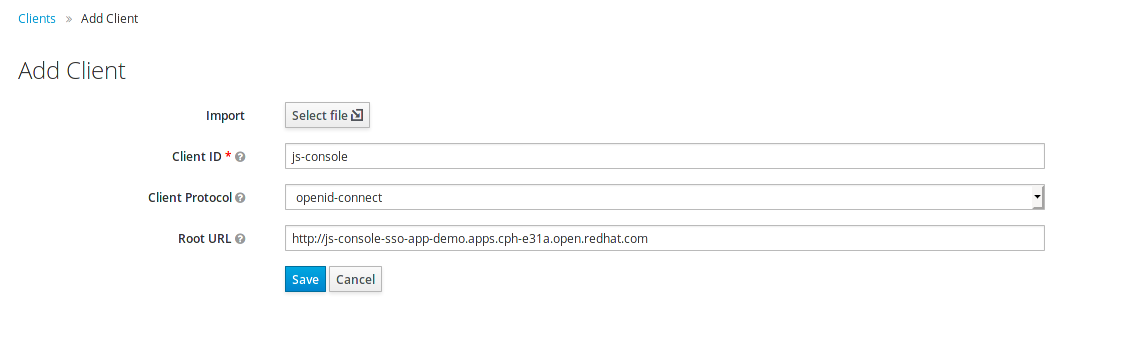 Clients » Add Client
Add Client
Import Select file
Client ID * js-console
Client Protocol openid-connect
Root URL http://js-console-sso-app-demo.apps.cph-e31a.open.redhat.com
Save Cancel